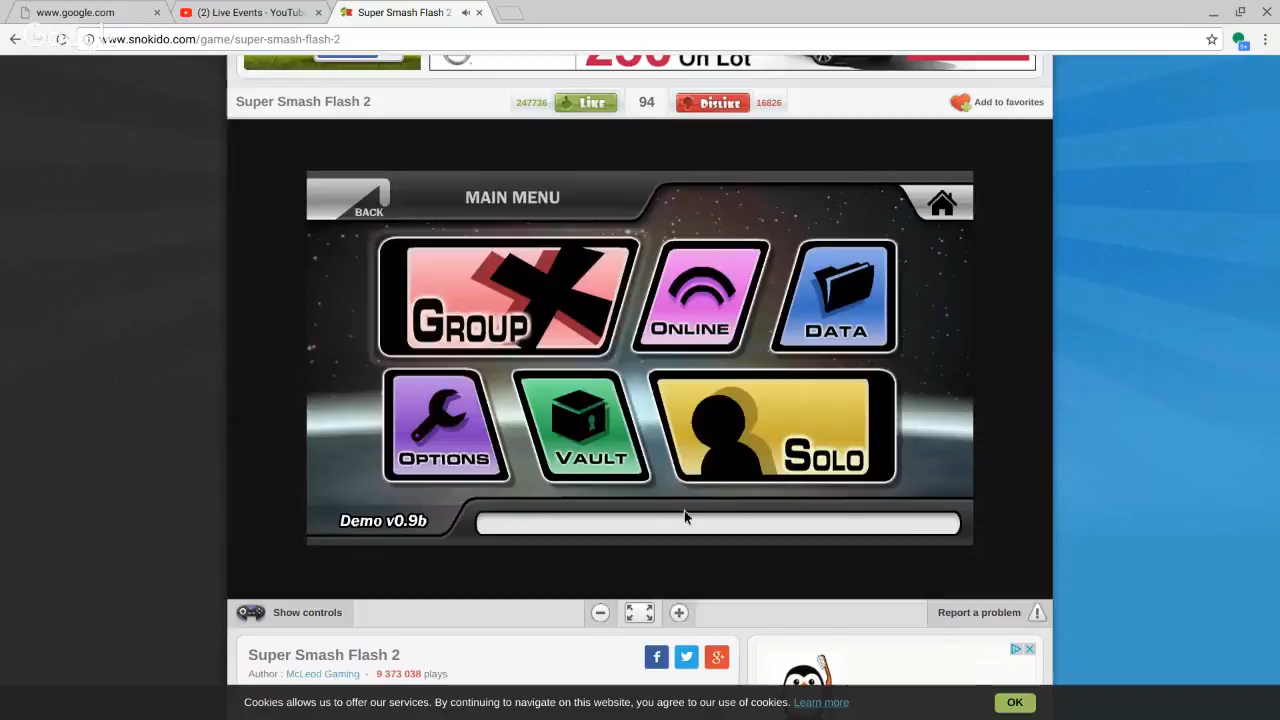 www.google.com
(2) Live Events - YouTub
Super Smash Flash 2
www.snokido.com/game/super-smash-flash-2
Un Lot
Super Smash Flash 2
247736
Like
94
Dislike
16826
Add to favorites
BACK
MAIN MENU
GROUP
ONLINE
DATA
OPTIONS
VAULT
SOLO
Demo v0.9b
Show controls
Report a problem
Super Smash Flash 2
Author : McLeod Gaming - 9 373 038 plays
Cookies allows us to offer our services. By continuing to navigate on this website, you agree to our use of cookies. Learn more
OK